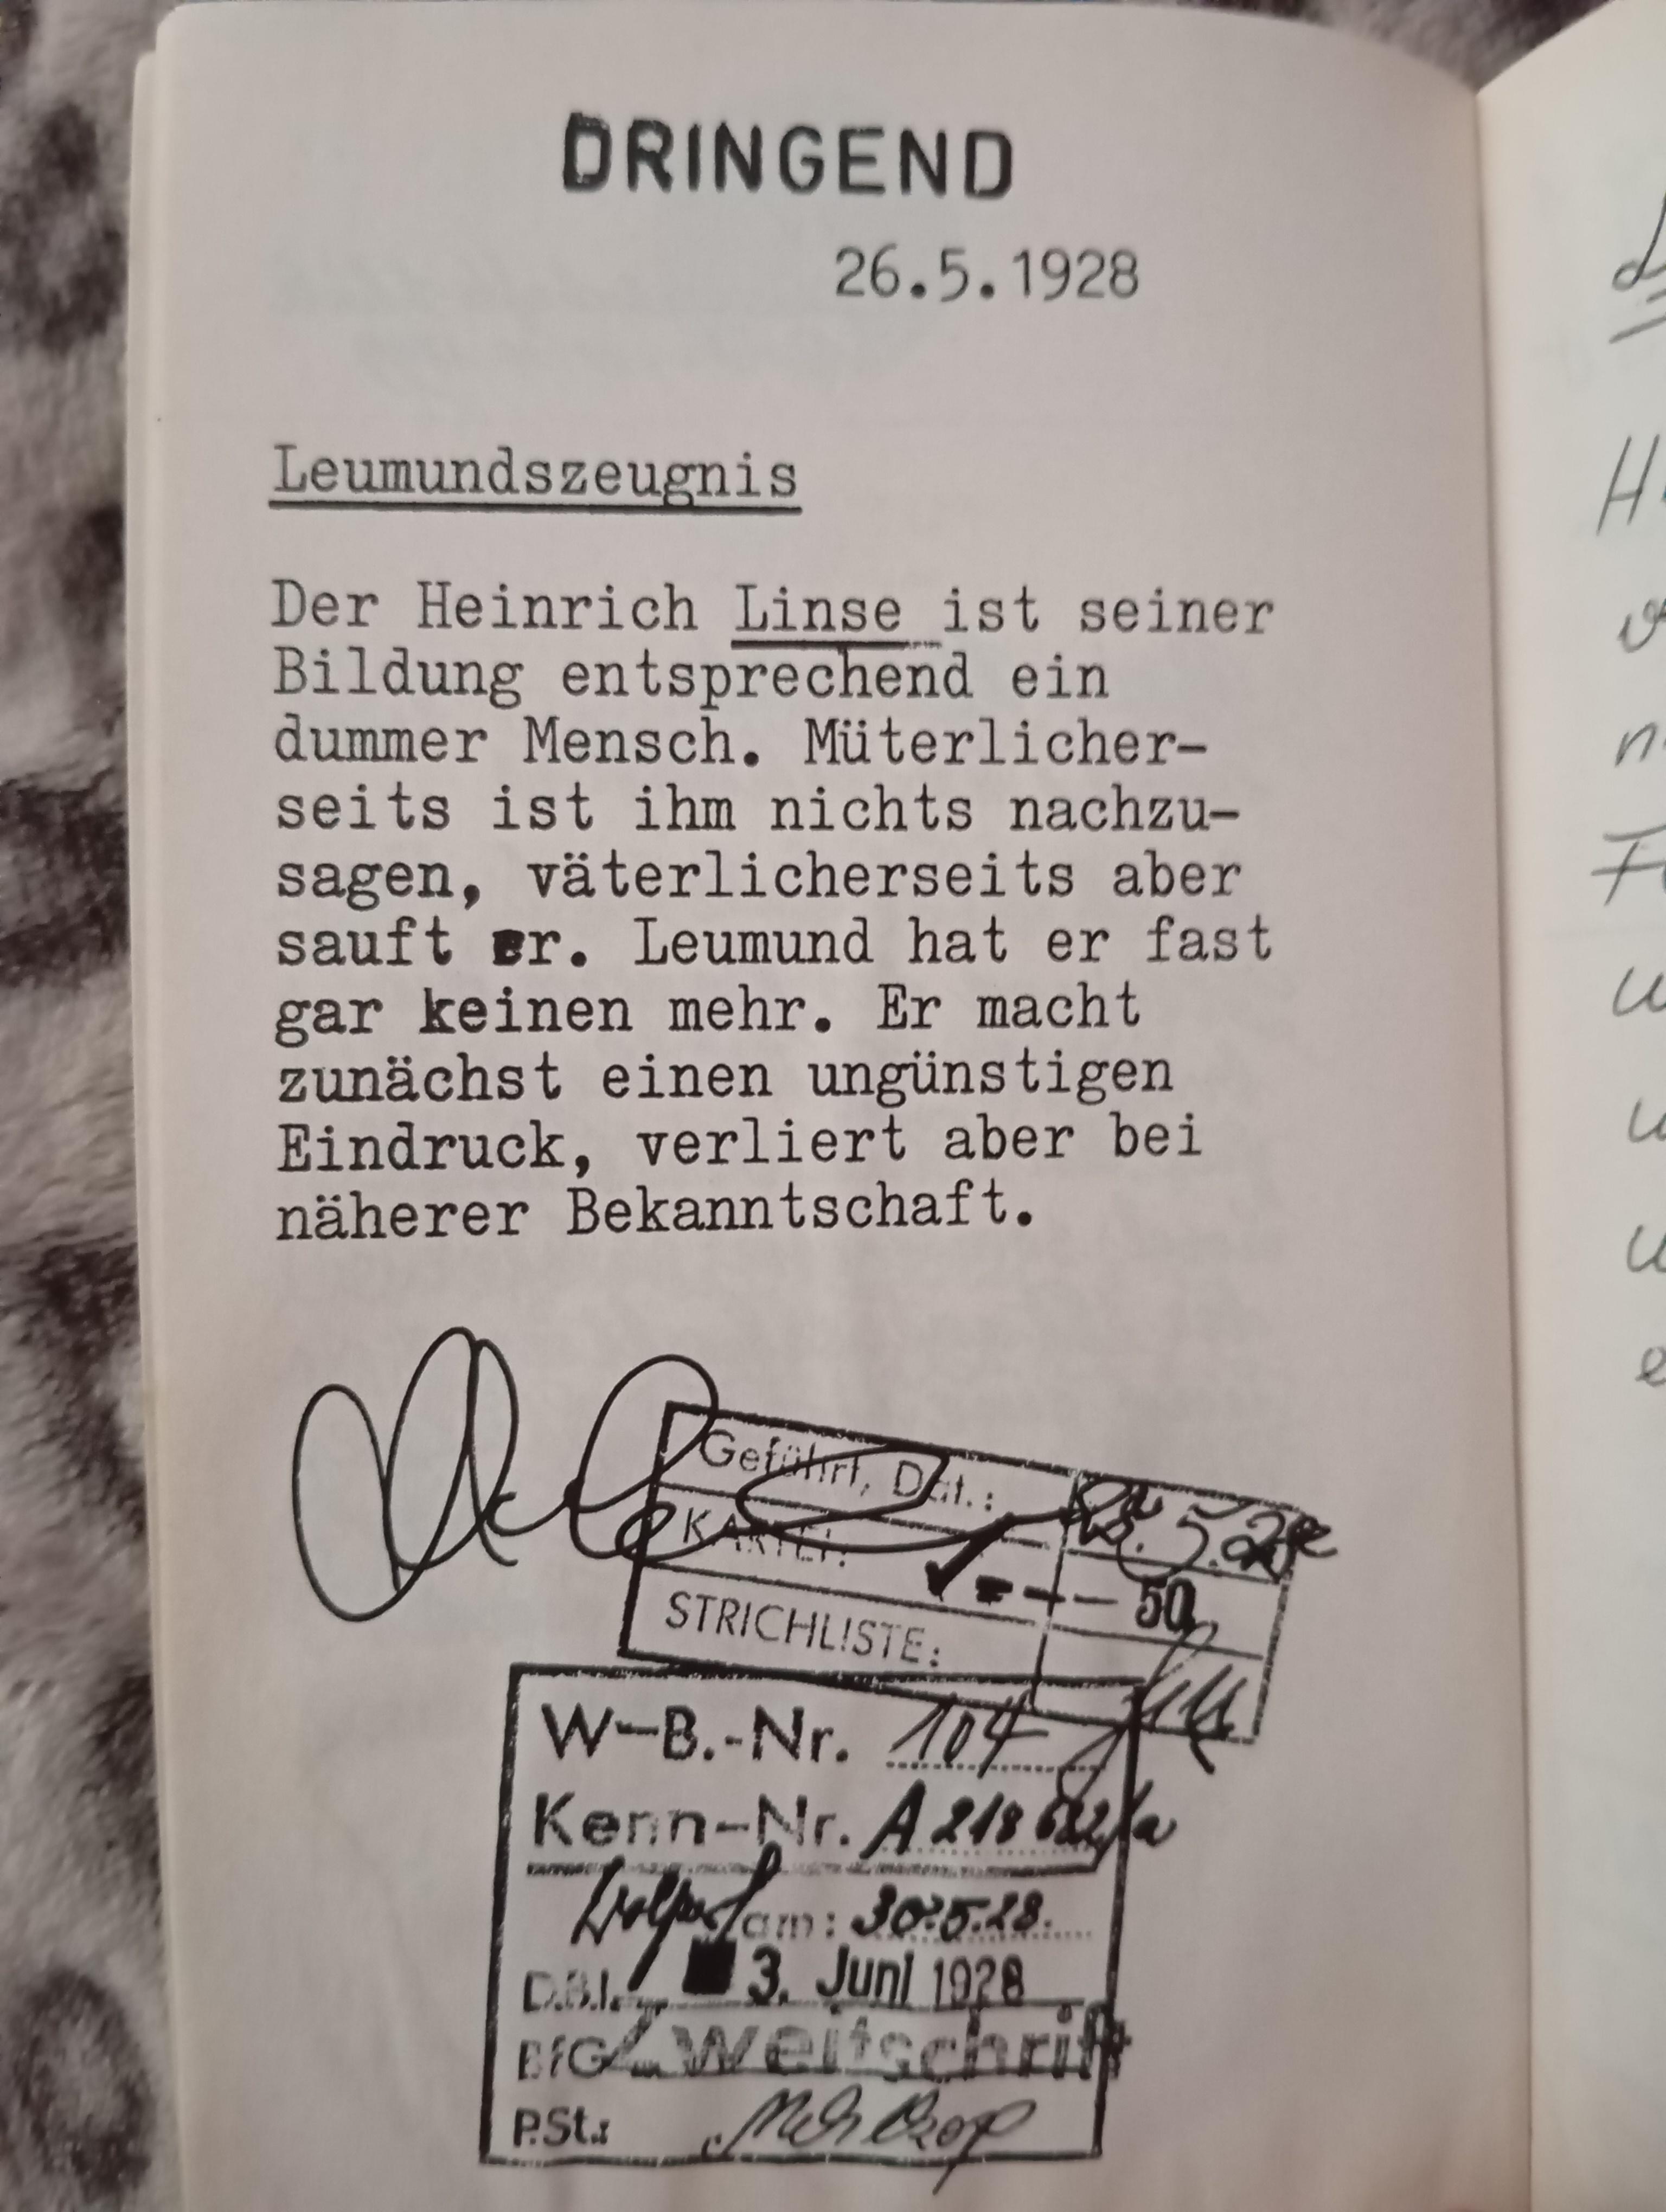 DRINGEND
26.5.1928
Leumundszeugnis
Der Heinrich Linse ist seiner
Bildung entsprechend ein
dummer Mensch. Müterlicher-
seits ist ihm nichts nachzu-
sagen, väterlicherseits aber
sauft er. Leumund hat er fast
gar keinen mehr. Er macht
zunächst einen ungünstigen
Eindruck, verliert aber bei
näherer Bekanntschaft.
Geführt, Dat.:
KARTEI:
50
STRICHLISTE:
W-B.-Nr. 104
Kenn-Nr. A 218
am: 30.5.28.
D.B.I. 3. Juni 1928
BfG Zweitschrift
P.St.: